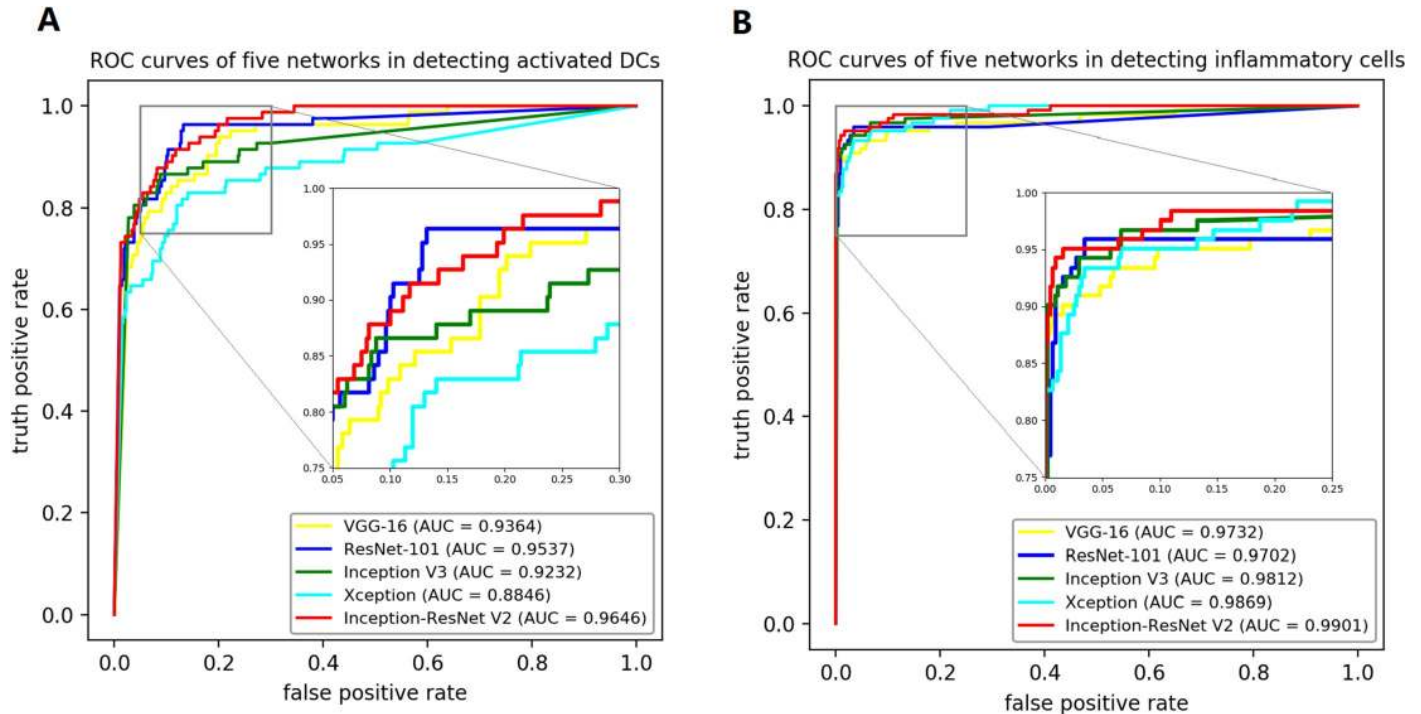 A
ROC curves of five networks in detecting activated DCs
truth positive rate
1.0
0.8
0.6
0.4
0.2
0.0
1.00
0.95
0.90
0.85
0.80
0.75
0.05 0.10 0.15 0.20 0.25 0.30
VGG-16 (AUC = 0.9364)
ResNet-101 (AUC = 0.9537)
Inception V3 (AUC = 0.9232)
Xception (AUC = 0.8846)
Inception-ResNet V2 (AUC = 0.9646)
0.0 0.2 0.4 0.6 0.8 1.0
false positive rate
B
ROC curves of five networks in detecting inflammatory cells
truth positive rate
1.0
0.8
0.6
0.4
0.2
0.0
1.00
0.95
0.90
0.85
0.80
0.75
0.00 0.05 0.10 0.15 0.20 0.25
VGG-16 (AUC = 0.9732)
ResNet-101 (AUC = 0.9702)
Inception V3 (AUC = 0.9812)
Xception (AUC = 0.9869)
Inception-ResNet V2 (AUC = 0.9901)
0.0 0.2 0.4 0.6 0.8 1.0
false positive rate